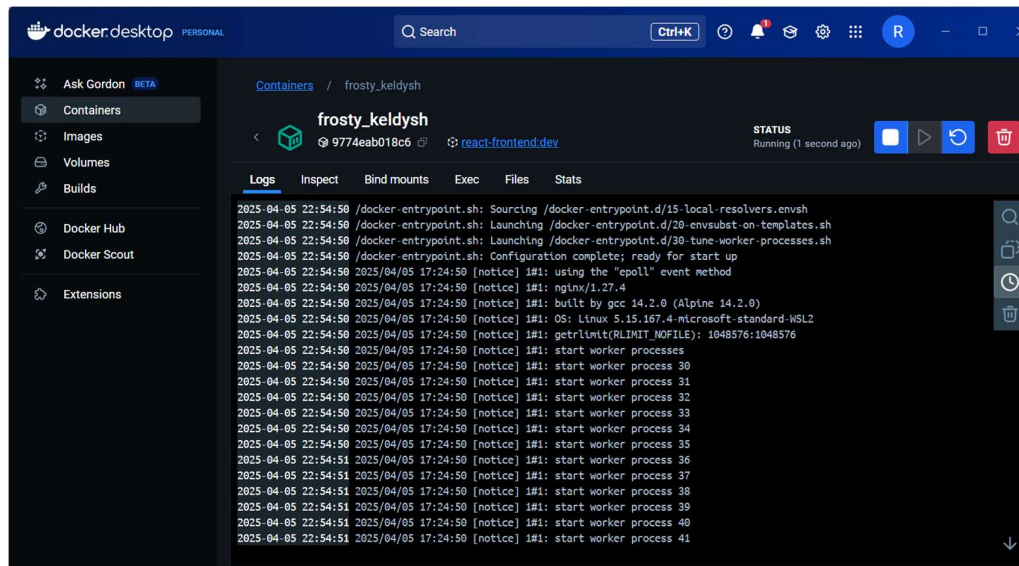 docker.desktop PERSONAL
Search Ctrl+K
1
R
Ask Gordon BETA
Containers
Images
Volumes
Builds
Docker Hub
Docker Scout
Extensions
Containers / frosty_keldysh
frosty_keldysh
9774eab018c6 react-frontend:dev
STATUS
Running (1 second ago)
Logs Inspect Bind mounts Exec Files Stats
2025-04-05 22:54:50 /docker-entrypoint.sh: Sourcing /docker-entrypoint.d/15-local-resolvers.envsh
2025-04-05 22:54:50 /docker-entrypoint.sh: Launching /docker-entrypoint.d/20-envsubst-on-templates.sh
2025-04-05 22:54:50 /docker-entrypoint.sh: Launching /docker-entrypoint.d/30-tune-worker-processes.sh
2025-04-05 22:54:50 /docker-entrypoint.sh: Configuration complete; ready for start up
2025-04-05 22:54:50 2025/04/05 17:24:50 [notice] 1#1: using the "epoll" event method
2025-04-05 22:54:50 2025/04/05 17:24:50 [notice] 1#1: nginx/1.27.4
2025-04-05 22:54:50 2025/04/05 17:24:50 [notice] 1#1: built by gcc 14.2.0 (Alpine 14.2.0)
2025-04-05 22:54:50 2025/04/05 17:24:50 [notice] 1#1: OS: Linux 5.15.167.4-microsoft-standard-WSL2
2025-04-05 22:54:50 2025/04/05 17:24:50 [notice] 1#1: getrlimit(RLIMIT_NOFILE): 1048576:1048576
2025-04-05 22:54:50 2025/04/05 17:24:50 [notice] 1#1: start worker processes
2025-04-05 22:54:50 2025/04/05 17:24:50 [notice] 1#1: start worker process 30
2025-04-05 22:54:50 2025/04/05 17:24:50 [notice] 1#1: start worker process 31
2025-04-05 22:54:50 2025/04/05 17:24:50 [notice] 1#1: start worker process 32
2025-04-05 22:54:50 2025/04/05 17:24:50 [notice] 1#1: start worker process 33
2025-04-05 22:54:50 2025/04/05 17:24:50 [notice] 1#1: start worker process 34
2025-04-05 22:54:50 2025/04/05 17:24:50 [notice] 1#1: start worker process 35
2025-04-05 22:54:51 2025/04/05 17:24:50 [notice] 1#1: start worker process 36
2025-04-05 22:54:51 2025/04/05 17:24:50 [notice] 1#1: start worker process 37
2025-04-05 22:54:51 2025/04/05 17:24:50 [notice] 1#1: start worker process 38
2025-04-05 22:54:51 2025/04/05 17:24:50 [notice] 1#1: start worker process 39
2025-04-05 22:54:51 2025/04/05 17:24:50 [notice] 1#1: start worker process 40
2025-04-05 22:54:51 2025/04/05 17:24:50 [notice] 1#1: start worker process 41